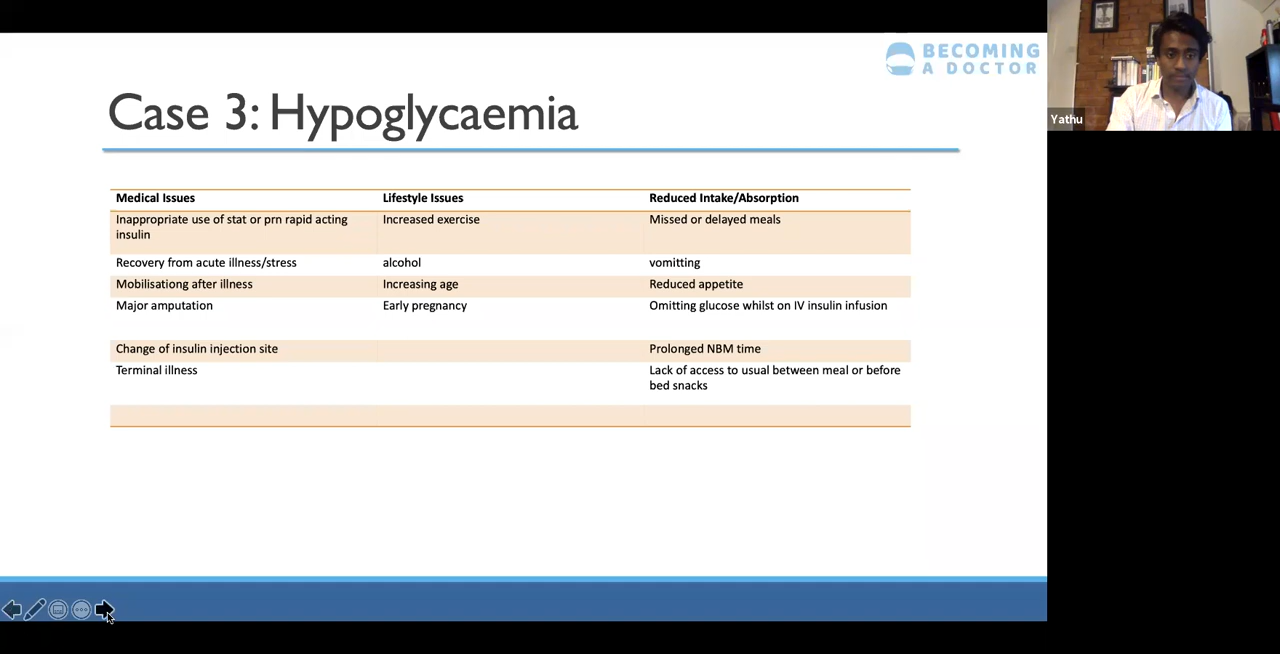 BECOMING
A DOCTOR
Yathu
Case 3: Hypoglycaemia
Medical Issues
Lifestyle Issues
Reduced Intake/Absorption
Inappropriate use of stat or prn rapid acting
insulin
Increased exercise
Missed or delayed meals
Recovery from acute illness/stress
alcohol
vomitting
Mobilisationg after illness
Increasing age
Reduced appetite
Major amputation
Early pregnancy
Omitting glucose whilst on IV insulin infusion
Change of insulin injection site
Prolonged NBM time
Terminal illness
Lack of access to usual between meal or before
bed snacks